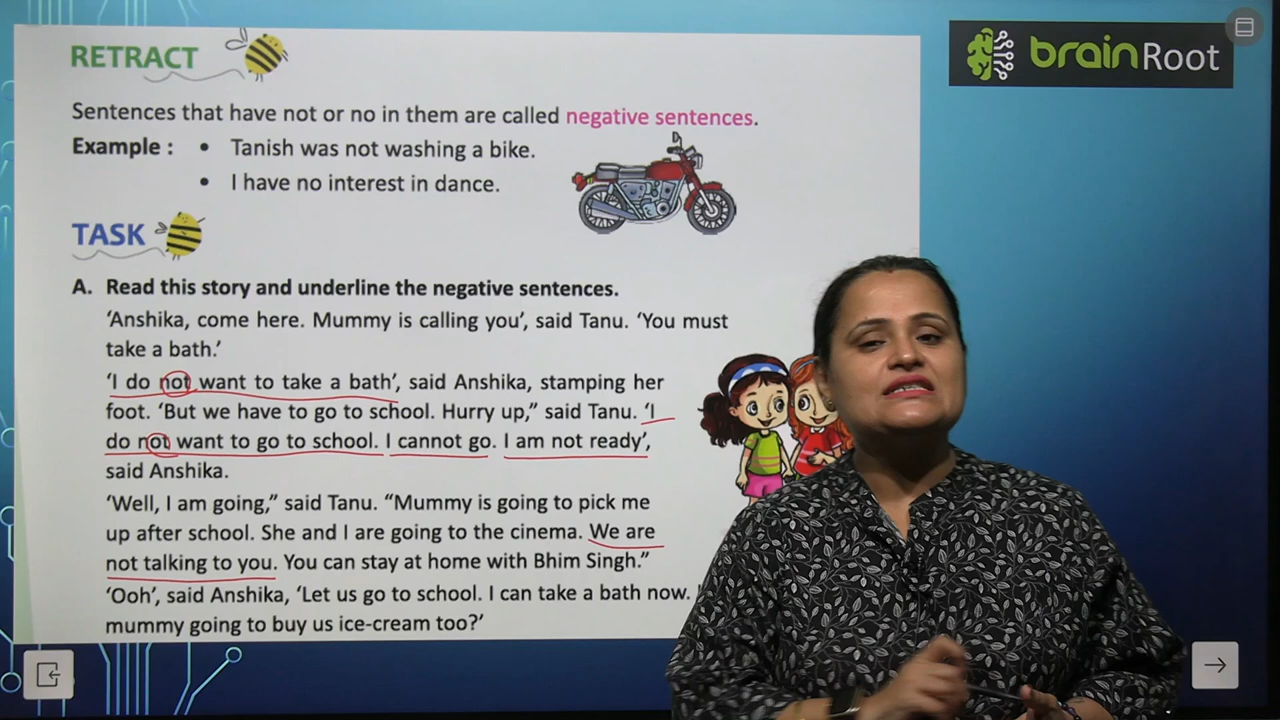 RETRACT
brainRoot
Sentences that have not or no in them are called negative sentences.
Example : • Tanish was not washing a bike.
• I have no interest in dance.
TASK
A. Read this story and underline the negative sentences.
‘Anshika, come here. Mummy is calling you’, said Tanu. ‘You must
take a bath.’
‘I do not want to take a bath’, said Anshika, stamping her
foot. ‘But we have to go to school. Hurry up,” said Tanu. ‘I
do not want to go to school. I cannot go. I am not ready’,
said Anshika.
‘Well, I am going,” said Tanu. “Mummy is going to pick me
up after school. She and I are going to the cinema. We are
not talking to you. You can stay at home with Bhim Singh.”
‘Ooh’, said Anshika, ‘Let us go to school. I can take a bath now.
mummy going to buy us ice-cream too?’